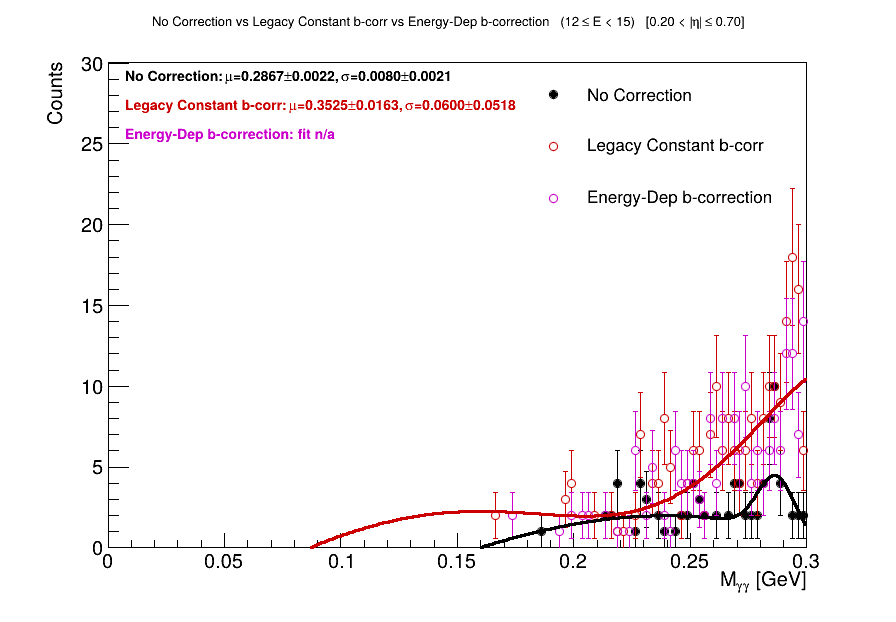 No Correction vs Legacy Constant b-corr vs Energy-Dep b-correction (12 ≤ E < 15) [0.20 < |η| ≤ 0.70]
Counts
30
25
20
15
10
5
0
No Correction: μ=0.2867±0.0022, σ=0.0080±0.0021
Legacy Constant b-corr: μ=0.3525±0.0163, σ=0.0600±0.0518
Energy-Dep b-correction: fit n/a
No Correction
Legacy Constant b-corr
Energy-Dep b-correction
0 0.05 0.1 0.15 0.2 0.25 0.3
Mγγ [GeV]